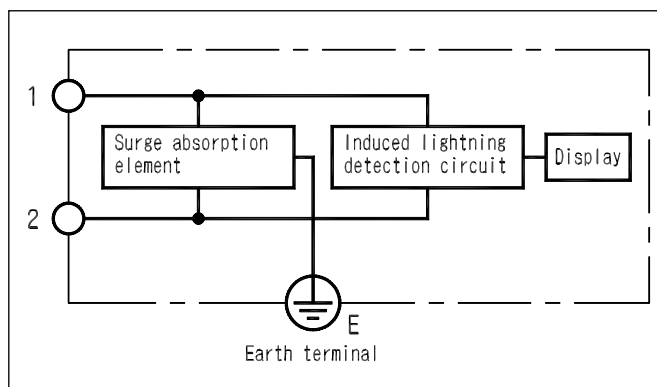 1
Surge absorption
element
Induced lightning
detection circuit
Display
2
E
Earth terminal